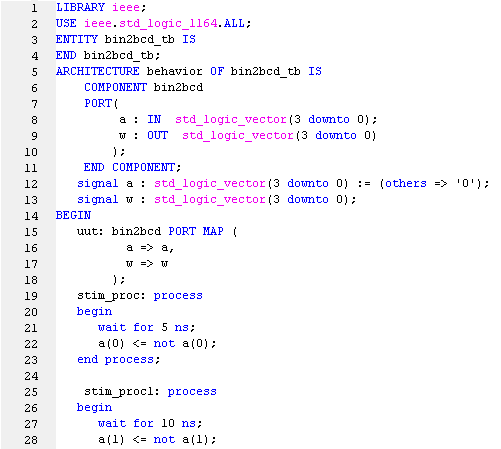 1 LIBRARY ieee;
2 USE ieee.std_logic_1164.ALL;
3 ENTITY bin2bcd_tb IS
4 END bin2bcd_tb;
5 ARCHITECTURE behavior OF bin2bcd_tb IS
6 COMPONENT bin2bcd
7 PORT(
8 a : IN std_logic_vector(3 downto 0);
9 w : OUT std_logic_vector(3 downto 0)
10 );
11 END COMPONENT;
12 signal a : std_logic_vector(3 downto 0) := (others => '0');
13 signal w : std_logic_vector(3 downto 0);
14 BEGIN
15 uut: bin2bcd PORT MAP (
16 a => a,
17 w => w
18 );
19 stim_proc: process
20 begin
21 wait for 5 ns;
22 a(0) <= not a(0);
23 end process;
24
25 stim_proc1: process
26 begin
27 wait for 10 ns;
28 a(1) <= not a(1);